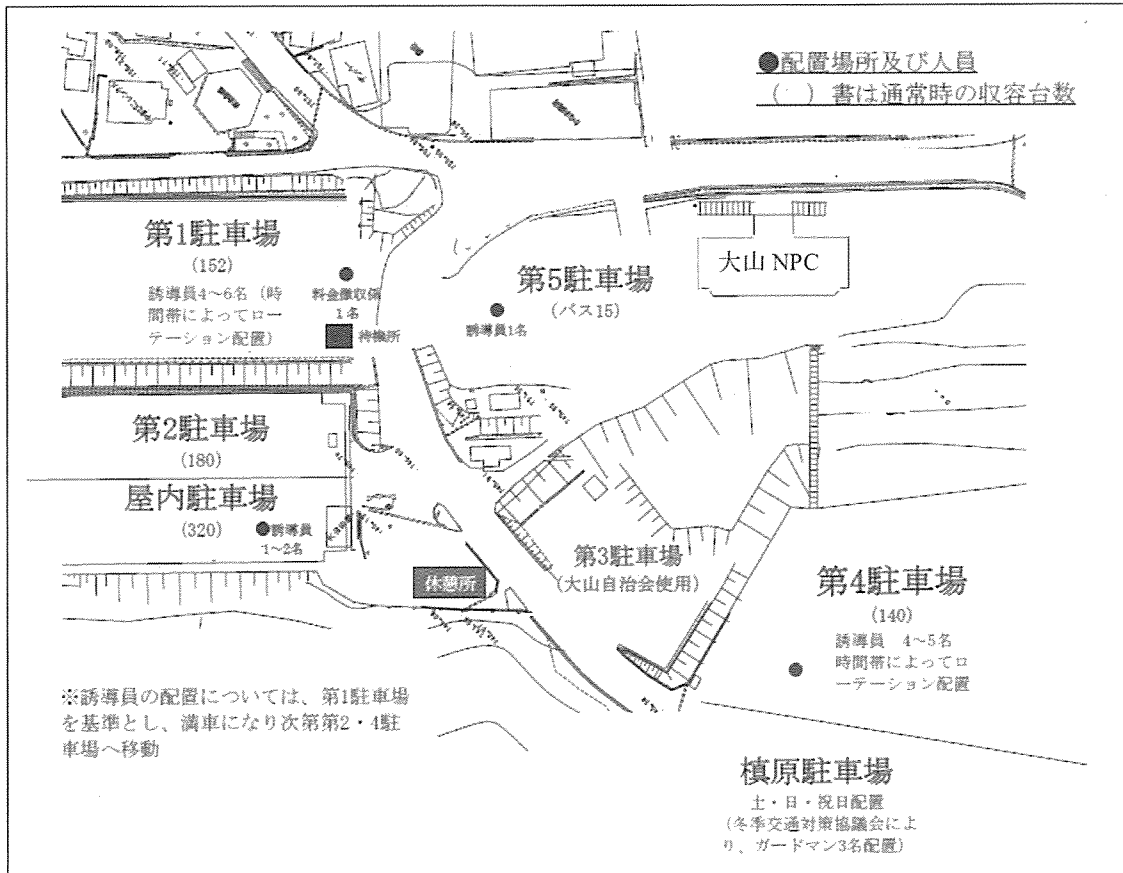 ●配置場所及び人員
（ ）書は通常時の収容台数
第1駐車場
(152)
誘導員4～6名（時
間帯によってロー
テーション配置）
料金徴収係
1名
待機所
第5駐車場
(バス15)
誘導員1名
大山 NPC
第2駐車場
(180)
屋内駐車場
(320)
誘導員
1～2名
休憩所
第3駐車場
(大山自治会使用)
第4駐車場
(140)
誘導員 4～5名
時間帯によってロ
ーテーション配置
※誘導員の配置については、第1駐車場
を基準とし、満車になり次第第2・4駐
車場へ移動
槙原駐車場
土・日・祝日配置
(冬季交通対策協議会によ
り、ガードマン3名配置)